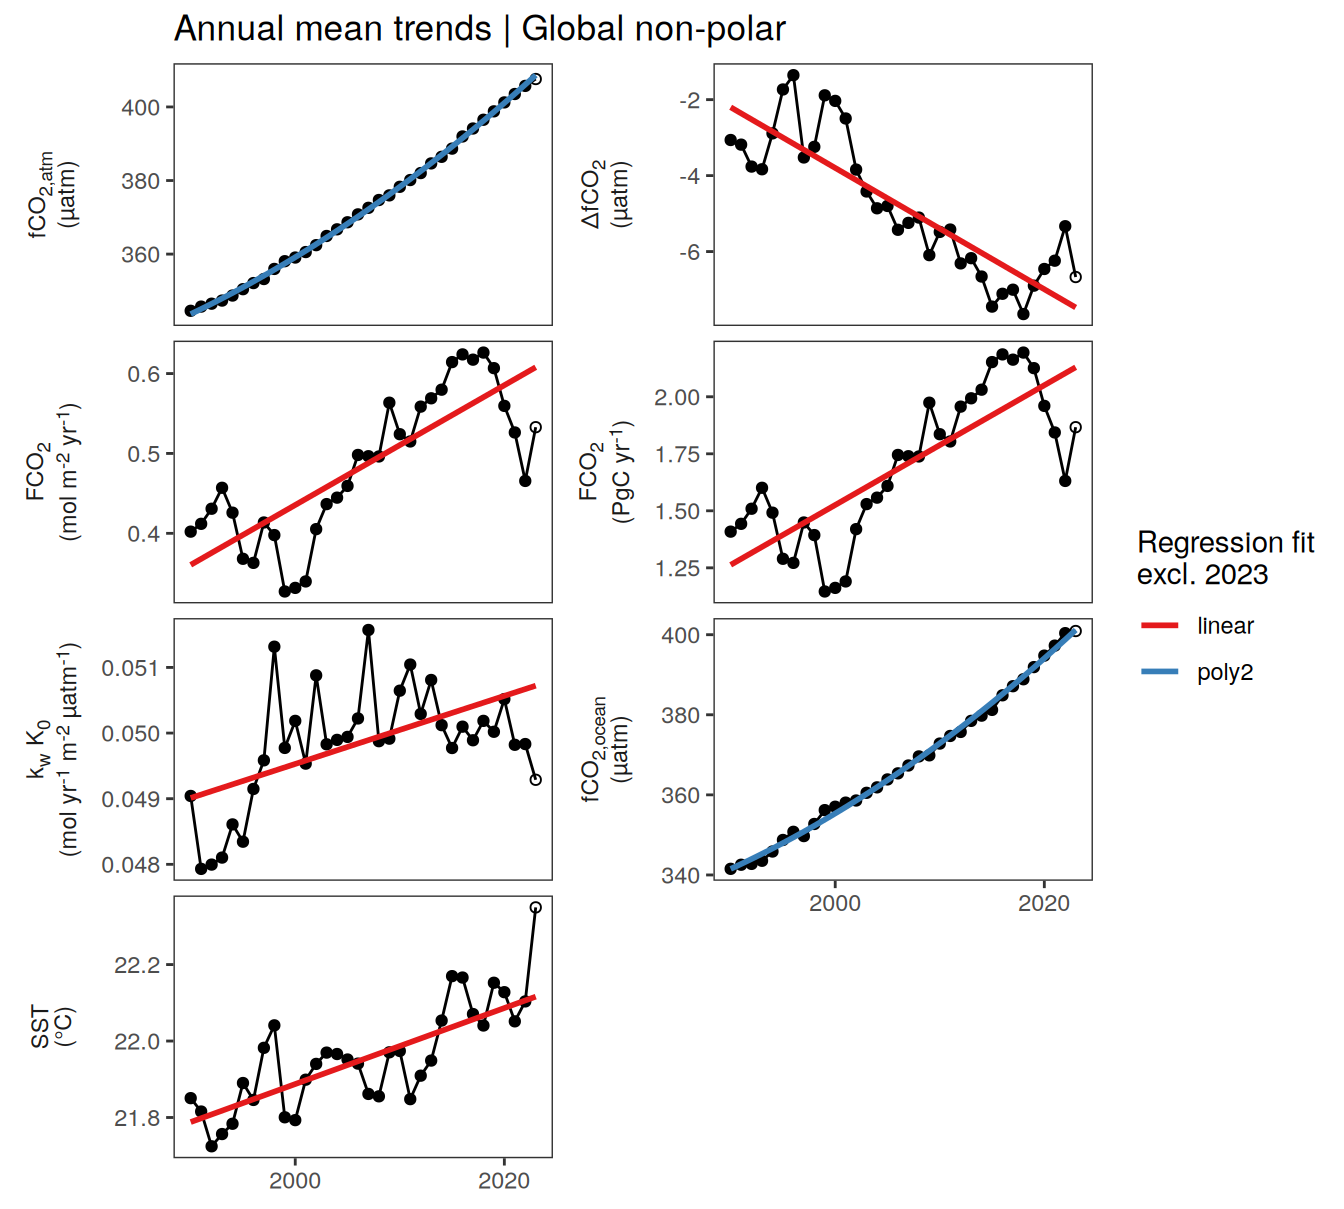 Annual mean trends | Global non-polar
fCO2,atm
(µatm)
400
380
360
ΔfCO2
(µatm)
-2
-4
-6
FCO2
(mol m-2 yr-1)
0.6
0.5
0.4
FCO2
(PgC yr-1)
2.00
1.75
1.50
1.25
kw K0
(mol yr-1 m-2 µatm-1)
0.051
0.050
0.049
0.048
fCO2,ocean
(µatm)
400
380
360
340
2000
2020
SST
(°C)
22.2
22.0
21.8
2000
2020
Regression fit
excl. 2023
linear
poly2